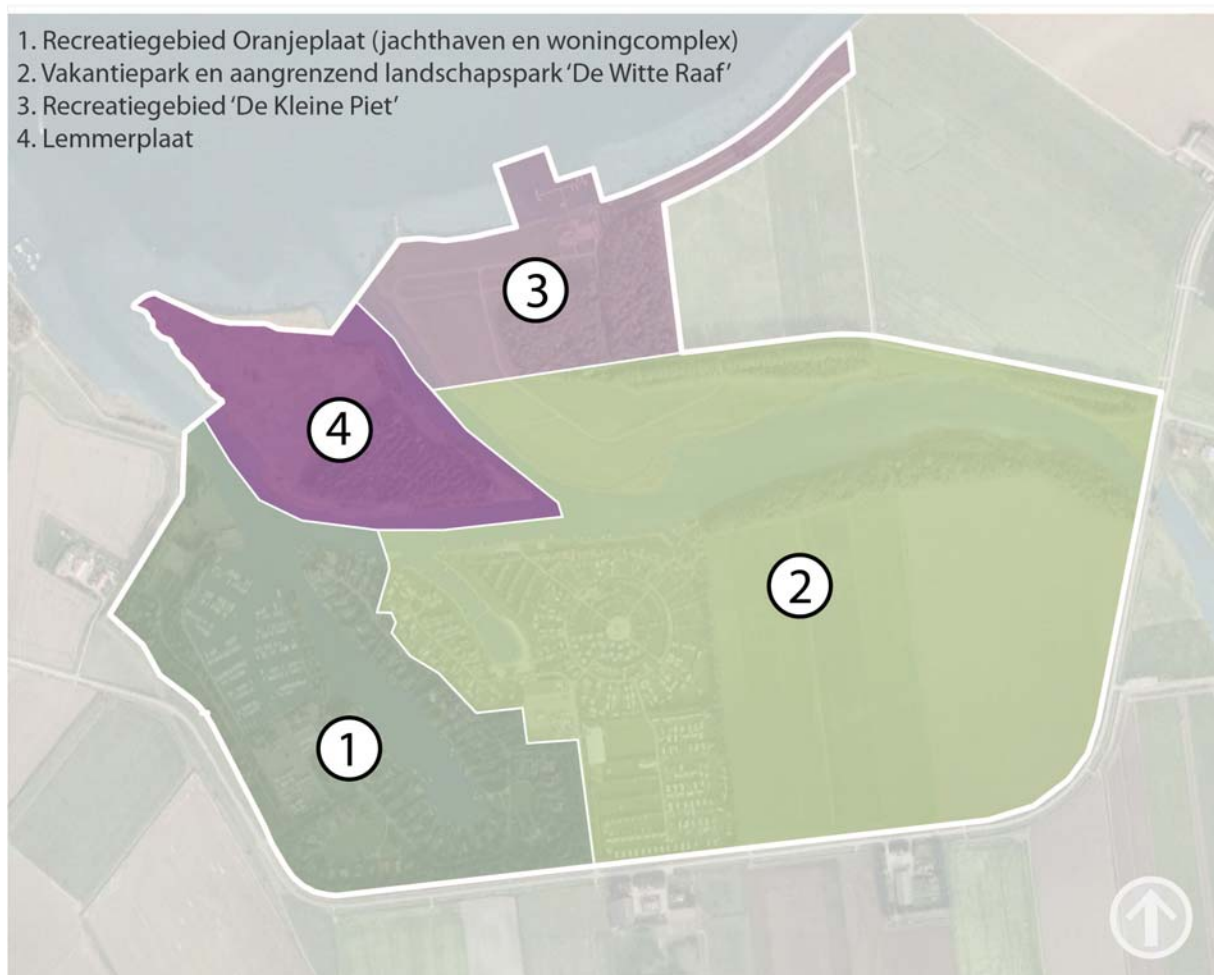 1. Recreatiegebied Oranjeplaat (jachthaven en woningcomplex)
2. Vakantiepark en aangrenzend landschapspark 'De Witte Raaf'
3. Recreatiegebied 'De Kleine Piet'
4. Lemmerplaat
3
4
2
1